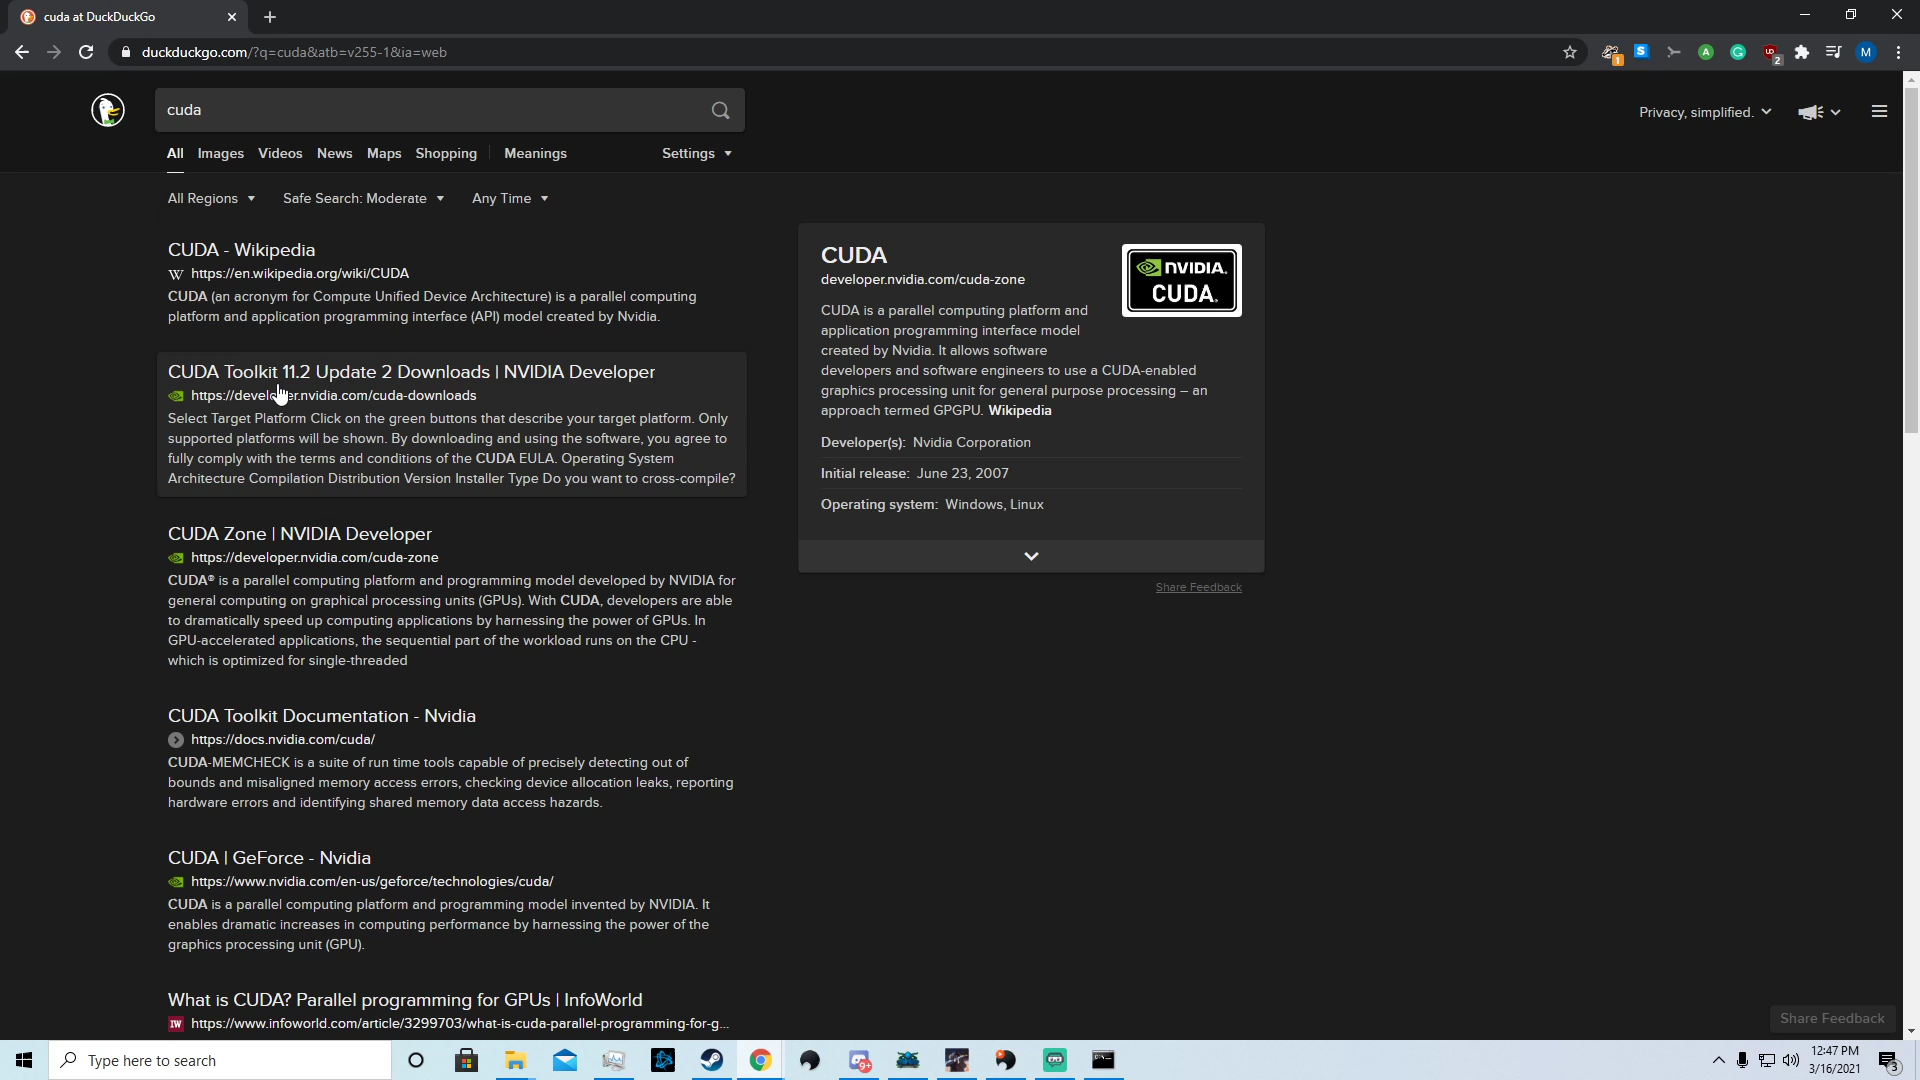 cuda at DuckDuckGo
duckduckgo.com/?q=cuda&atb=v255-1&ia=web
1
S
A
G
2
M
cuda
Privacy, simplified.
All Images Videos News Maps Shopping Meanings Settings
All Regions Safe Search: Moderate Any Time
CUDA - Wikipedia
W https://en.wikipedia.org/wiki/CUDA
CUDA (an acronym for Compute Unified Device Architecture) is a parallel computing
platform and application programming interface (API) model created by Nvidia.
CUDA Toolkit 11.2 Update 2 Downloads | NVIDIA Developer
https://developer.nvidia.com/cuda-downloads
Select Target Platform Click on the green buttons that describe your target platform. Only
supported platforms will be shown. By downloading and using the software, you agree to
fully comply with the terms and conditions of the CUDA EULA. Operating System
Architecture Compilation Distribution Version Installer Type Do you want to cross-compile?
CUDA Zone | NVIDIA Developer
https://developer.nvidia.com/cuda-zone
CUDA® is a parallel computing platform and programming model developed by NVIDIA for
general computing on graphical processing units (GPUs). With CUDA, developers are able
to dramatically speed up computing applications by harnessing the power of GPUs. In
GPU-accelerated applications, the sequential part of the workload runs on the CPU -
which is optimized for single-threaded
CUDA Toolkit Documentation - Nvidia
https://docs.nvidia.com/cuda/
CUDA-MEMCHECK is a suite of run time tools capable of precisely detecting out of
bounds and misaligned memory access errors, checking device allocation leaks, reporting
hardware errors and identifying shared memory data access hazards.
CUDA | GeForce - Nvidia
https://www.nvidia.com/en-us/geforce/technologies/cuda/
CUDA is a parallel computing platform and programming model invented by NVIDIA. It
enables dramatic increases in computing performance by harnessing the power of the
graphics processing unit (GPU).
What is CUDA? Parallel programming for GPUs | InfoWorld
IW https://www.infoworld.com/article/3299703/what-is-cuda-parallel-programming-for-g...
CUDA
developer.nvidia.com/cuda-zone
NVIDIA.
CUDA.
CUDA is a parallel computing platform and
application programming interface model
created by Nvidia. It allows software
developers and software engineers to use a CUDA-enabled
graphics processing unit for general purpose processing – an
approach termed GPGPU. Wikipedia
Developer(s): Nvidia Corporation
Initial release: June 23, 2007
Operating system: Windows, Linux
Share Feedback
Share Feedback
Type here to search
9+
12:47 PM
3/16/2021
3